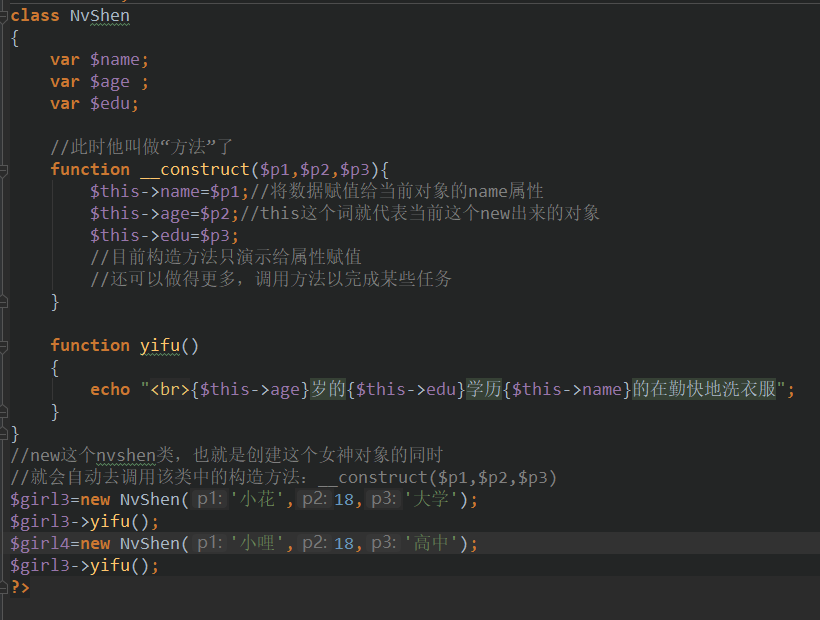 class NvShen
{
var $name;
var $age ;
var $edu;
//此时他叫做“方法”了
function __construct($p1,$p2,$p3){
$this->name=$p1;//将数据赋值给当前对象的name属性
$this->age=$p2;//this这个词就代表当前这个new出来的对象
$this->edu=$p3;
//目前构造方法只演示给属性赋值
//还可以做得更多，调用方法以完成某些任务
}
function yifu()
{
echo "<br>{$this->age}岁的{$this->edu}学历{$this->name}的在勤快地洗衣服";
}
}
//new这个nvshen类，也就是创建这个女神对象的同时
//就会自动去调用该类中的构造方法：__construct($p1,$p2,$p3)
$girl3=new NvShen( p1: '小花', p2: 18, p3: '大学');
$girl3->yifu();
$girl4=new NvShen( p1: '小哩', p2: 18, p3: '高中');
$girl3->yifu();
?>